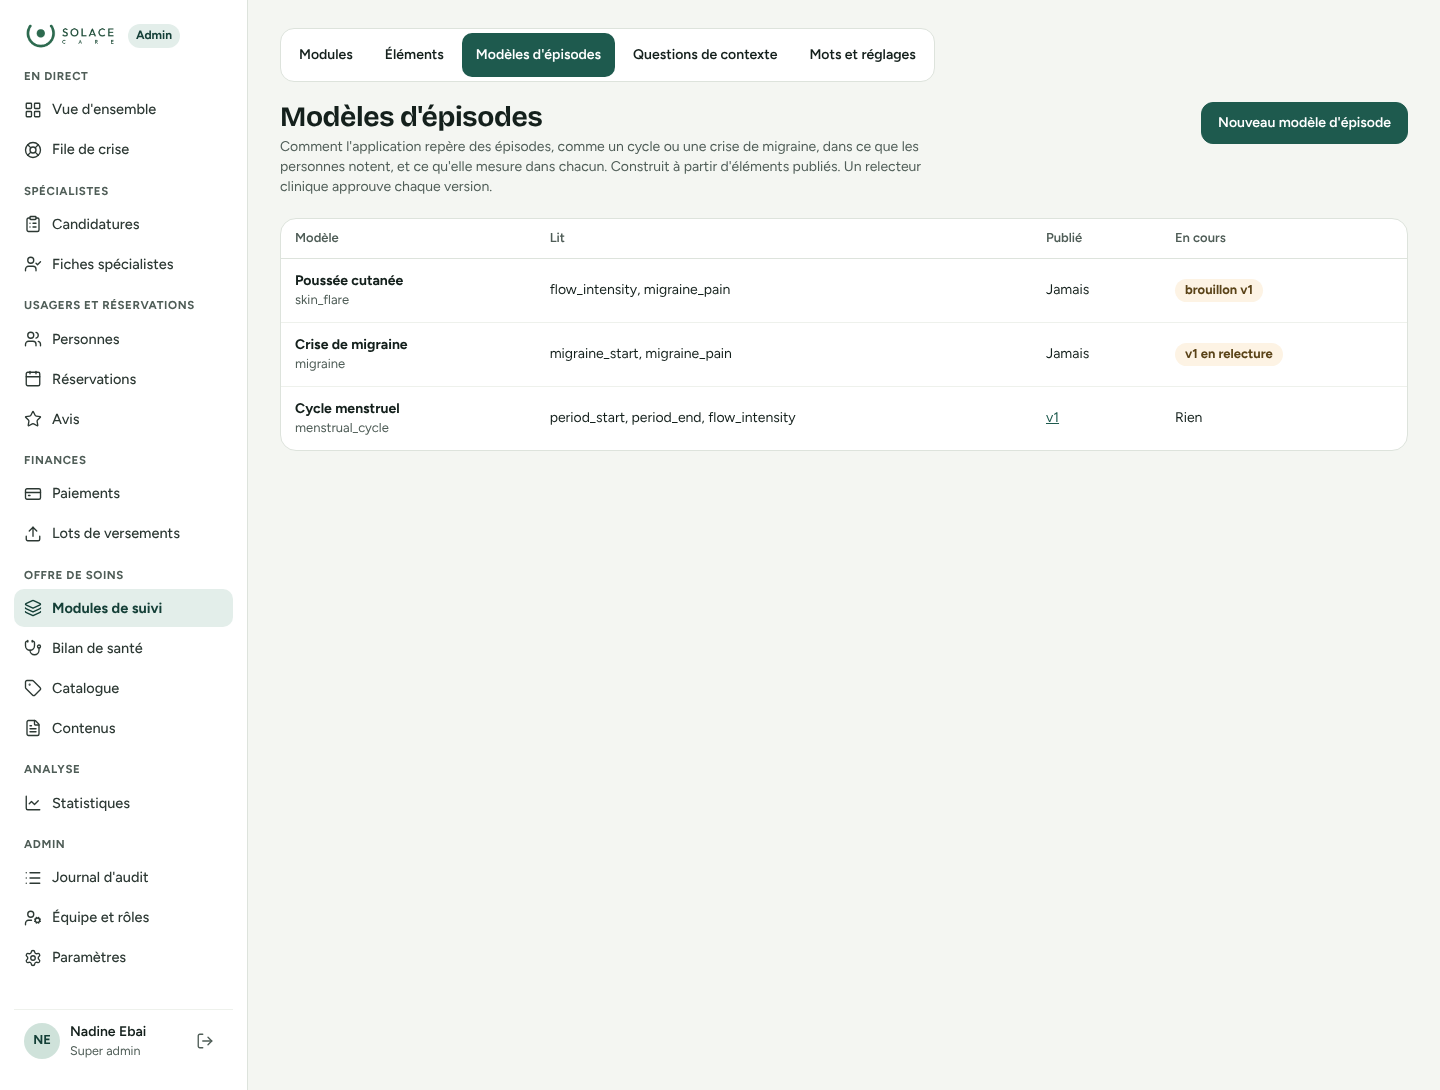 SOLACE
CARE
Admin
EN DIRECT
Vue d'ensemble
File de crise
SPÉCIALISTES
Candidatures
Fiches spécialistes
USAGERS ET RÉSERVATIONS
Personnes
Réservations
Avis
FINANCES
Paiements
Lots de versements
OFFRE DE SOINS
Modules de suivi
Bilan de santé
Catalogue
Contenus
ANALYSE
Statistiques
ADMIN
Journal d'audit
Équipe et rôles
Paramètres
NE
Nadine Ebai
Super admin
Modules Éléments Modèles d'épisodes Questions de contexte Mots et réglages
Modèles d'épisodes
Nouveau modèle d'épisode
Comment l'application repère des épisodes, comme un cycle ou une crise de migraine, dans ce que les
personnes notent, et ce qu'elle mesure dans chacun. Construit à partir d'éléments publiés. Un relecteur
clinique approuve chaque version.
Modèle Lit Publié En cours
Poussée cutanée
skin_flare
flow_intensity, migraine_pain
Jamais
brouillon v1
Crise de migraine
migraine
migraine_start, migraine_pain
Jamais
v1 en relecture
Cycle menstruel
menstrual_cycle
period_start, period_end, flow_intensity
v1
Rien